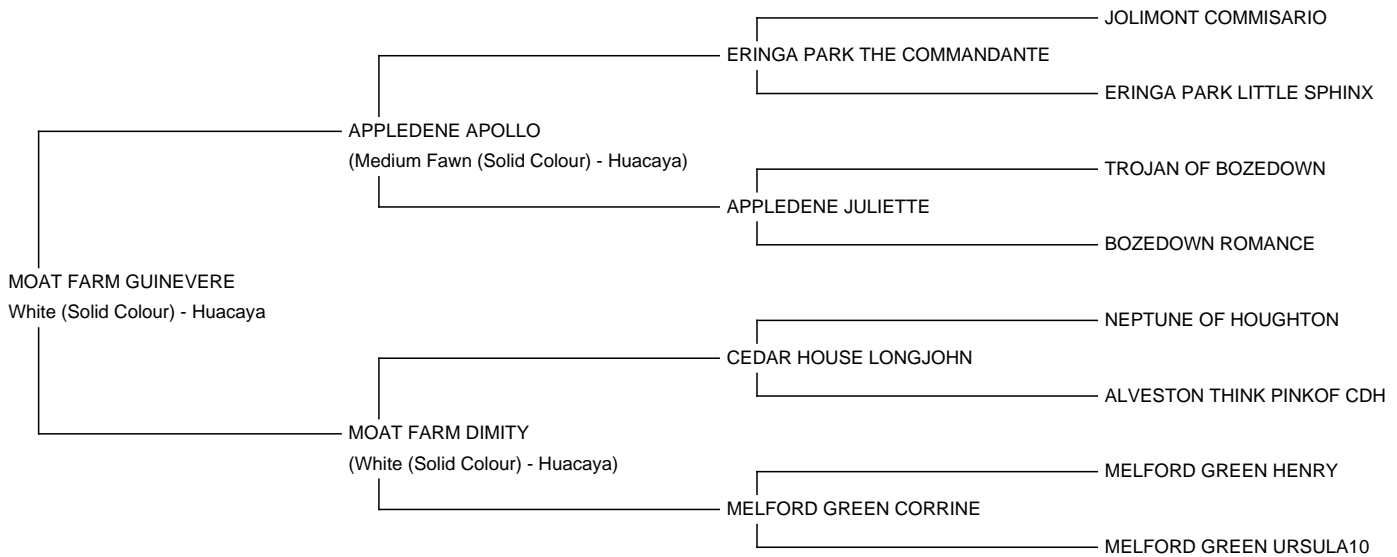 JOLIMONT COMMISARIO
ERINGA PARK THE COMMANDANTE
ERINGA PARK LITTLE SPHINX
APPLEDENE APOLLO
(Medium Fawn (Solid Colour) - Huacaya)
TROJAN OF BOZEDOWN
APPLEDENE JULIETTE
BOZEDOWN ROMANCE
MOAT FARM GUINEVERE
White (Solid Colour) - Huacaya
NEPTUNE OF HOUGHTON
CEDAR HOUSE LONGJOHN
ALVESTON THINK PINKOF CDH
MOAT FARM DIMITY
(White (Solid Colour) - Huacaya)
MELFORD GREEN HENRY
MELFORD GREEN CORRINE
MELFORD GREEN URSULA10